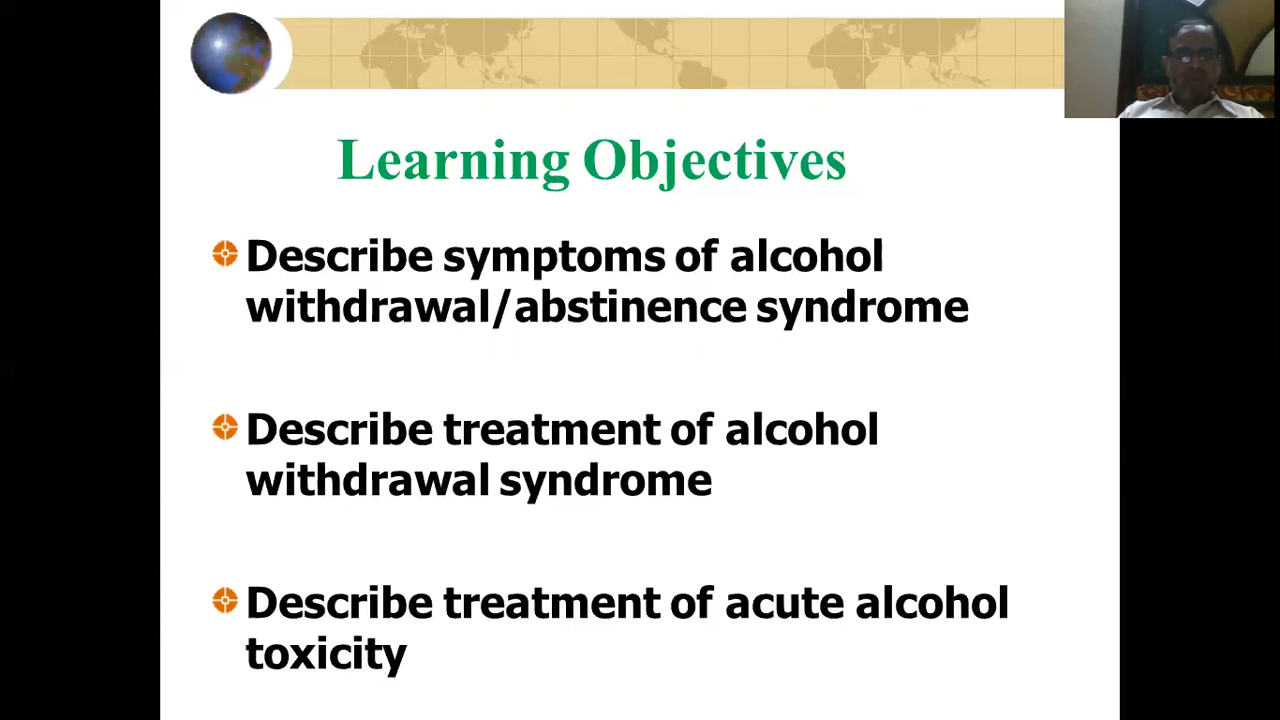 Learning Objectives
Describe symptoms of alcohol
withdrawal/abstinence syndrome
Describe treatment of alcohol
withdrawal syndrome
Describe treatment of acute alcohol
toxicity